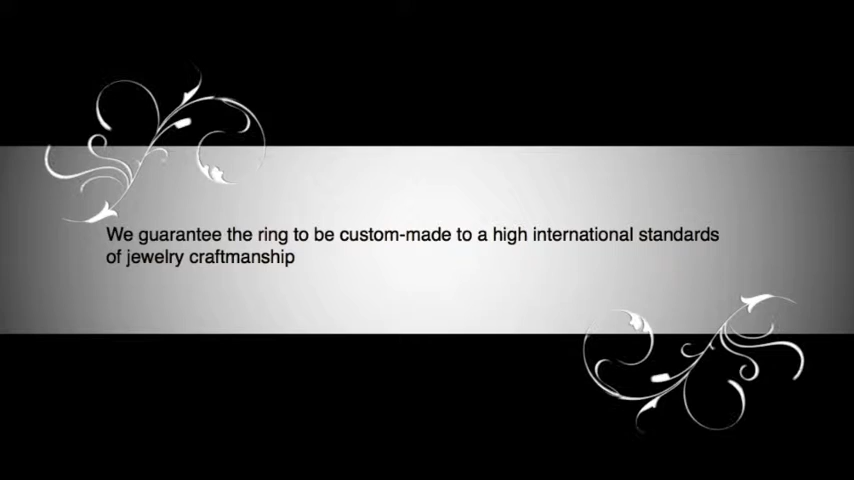 We guarantee the ring to be custom-made to a high international standards
of jewelry craftmanship